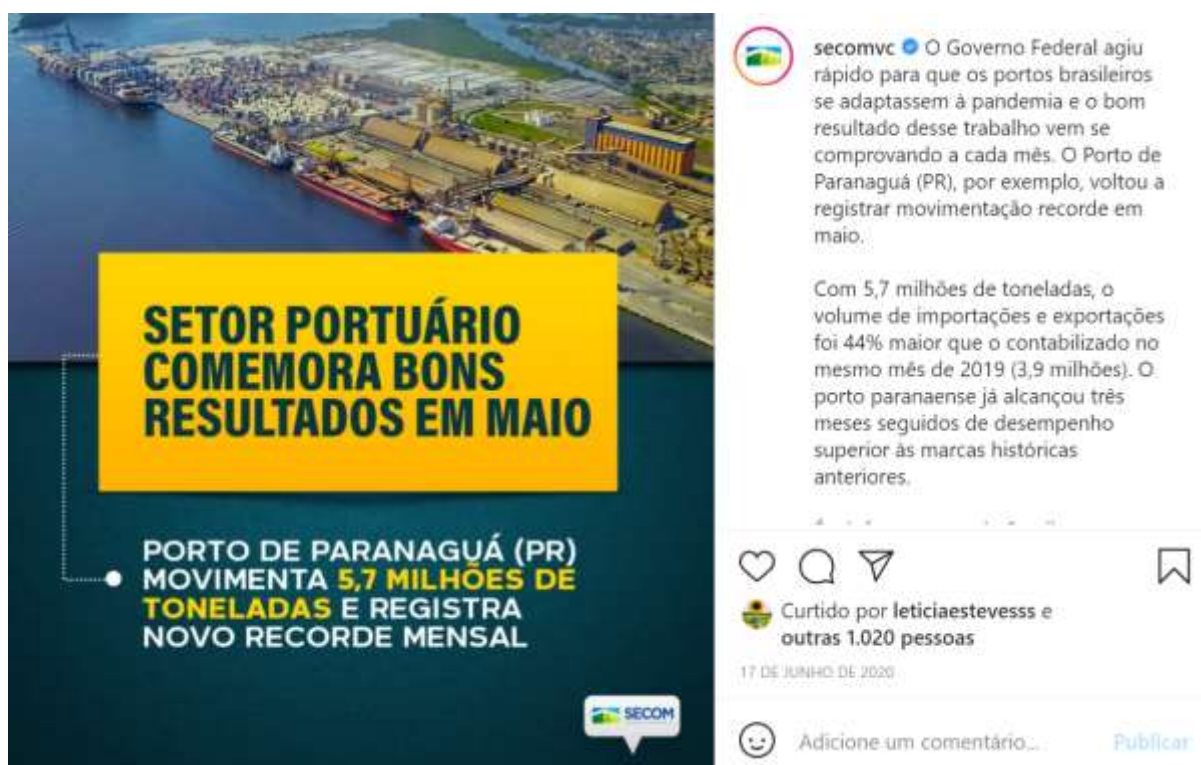 SETOR PORTUÁRIO
COMEMORA BONS
RESULTADOS EM MAIO
PORTO DE PARANAGUÁ (PR)
MOVIMENTA 5,7 MILHÕES DE
TONELADAS E REGISTRA
NOVO RECORDE MENSAL
SECOM
secomvc O Governo Federal agiu
rápido para que os portos brasileiros
se adaptassem à pandemia e o bom
resultado desse trabalho vem se
comprovando a cada mês. O Porto de
Paranaguá (PR), por exemplo, voltou a
registrar movimentação recorde em
maio.
Com 5,7 milhões de toneladas, o
volume de importações e exportações
foi 44% maior que o contabilizado no
mesmo mês de 2019 (3,9 milhões). O
porto paranaense já alcançou três
meses seguidos de desempenho
superior às marcas históricas
anteriores.
Curtido por leticiaestevesss e
outras 1.020 pessoas
17 DE JUNHO DE 2020
Adicione um comentário... Publicar